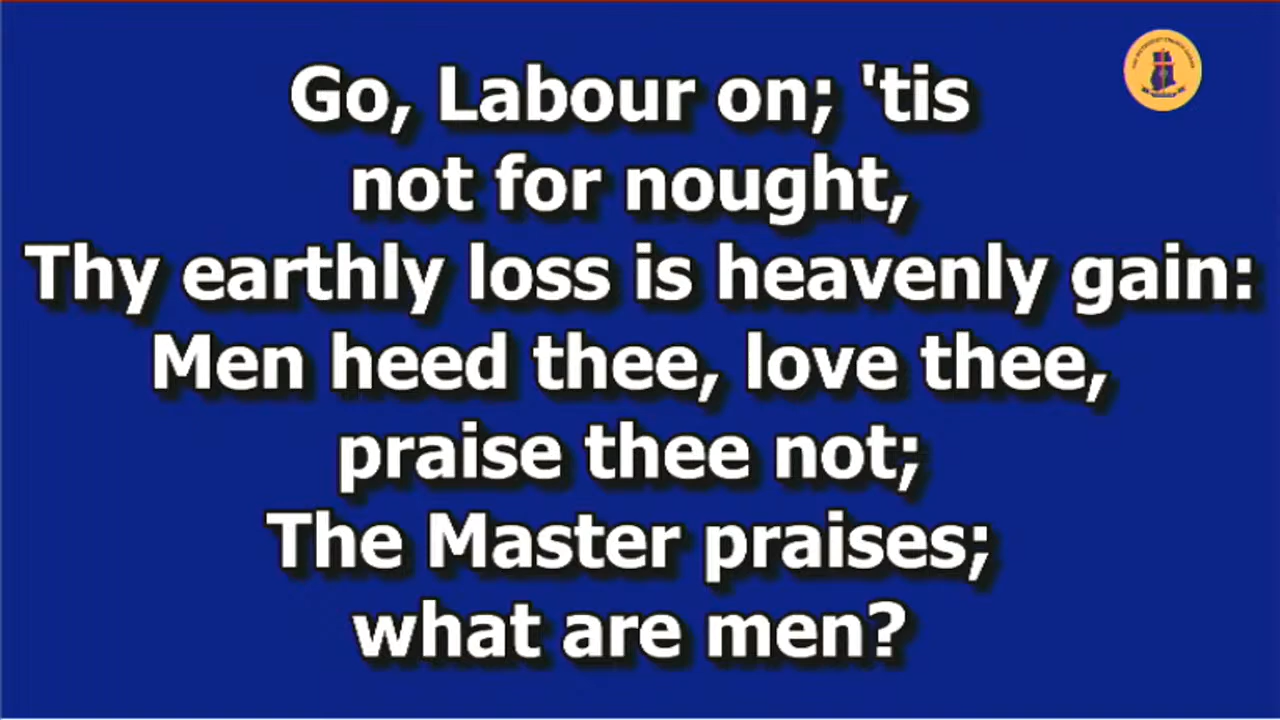 Go, Labour on; 'tis
not for nought,
Thy earthly loss is heavenly gain:
Men heed thee, love thee,
praise thee not;
The Master praises;
what are men?